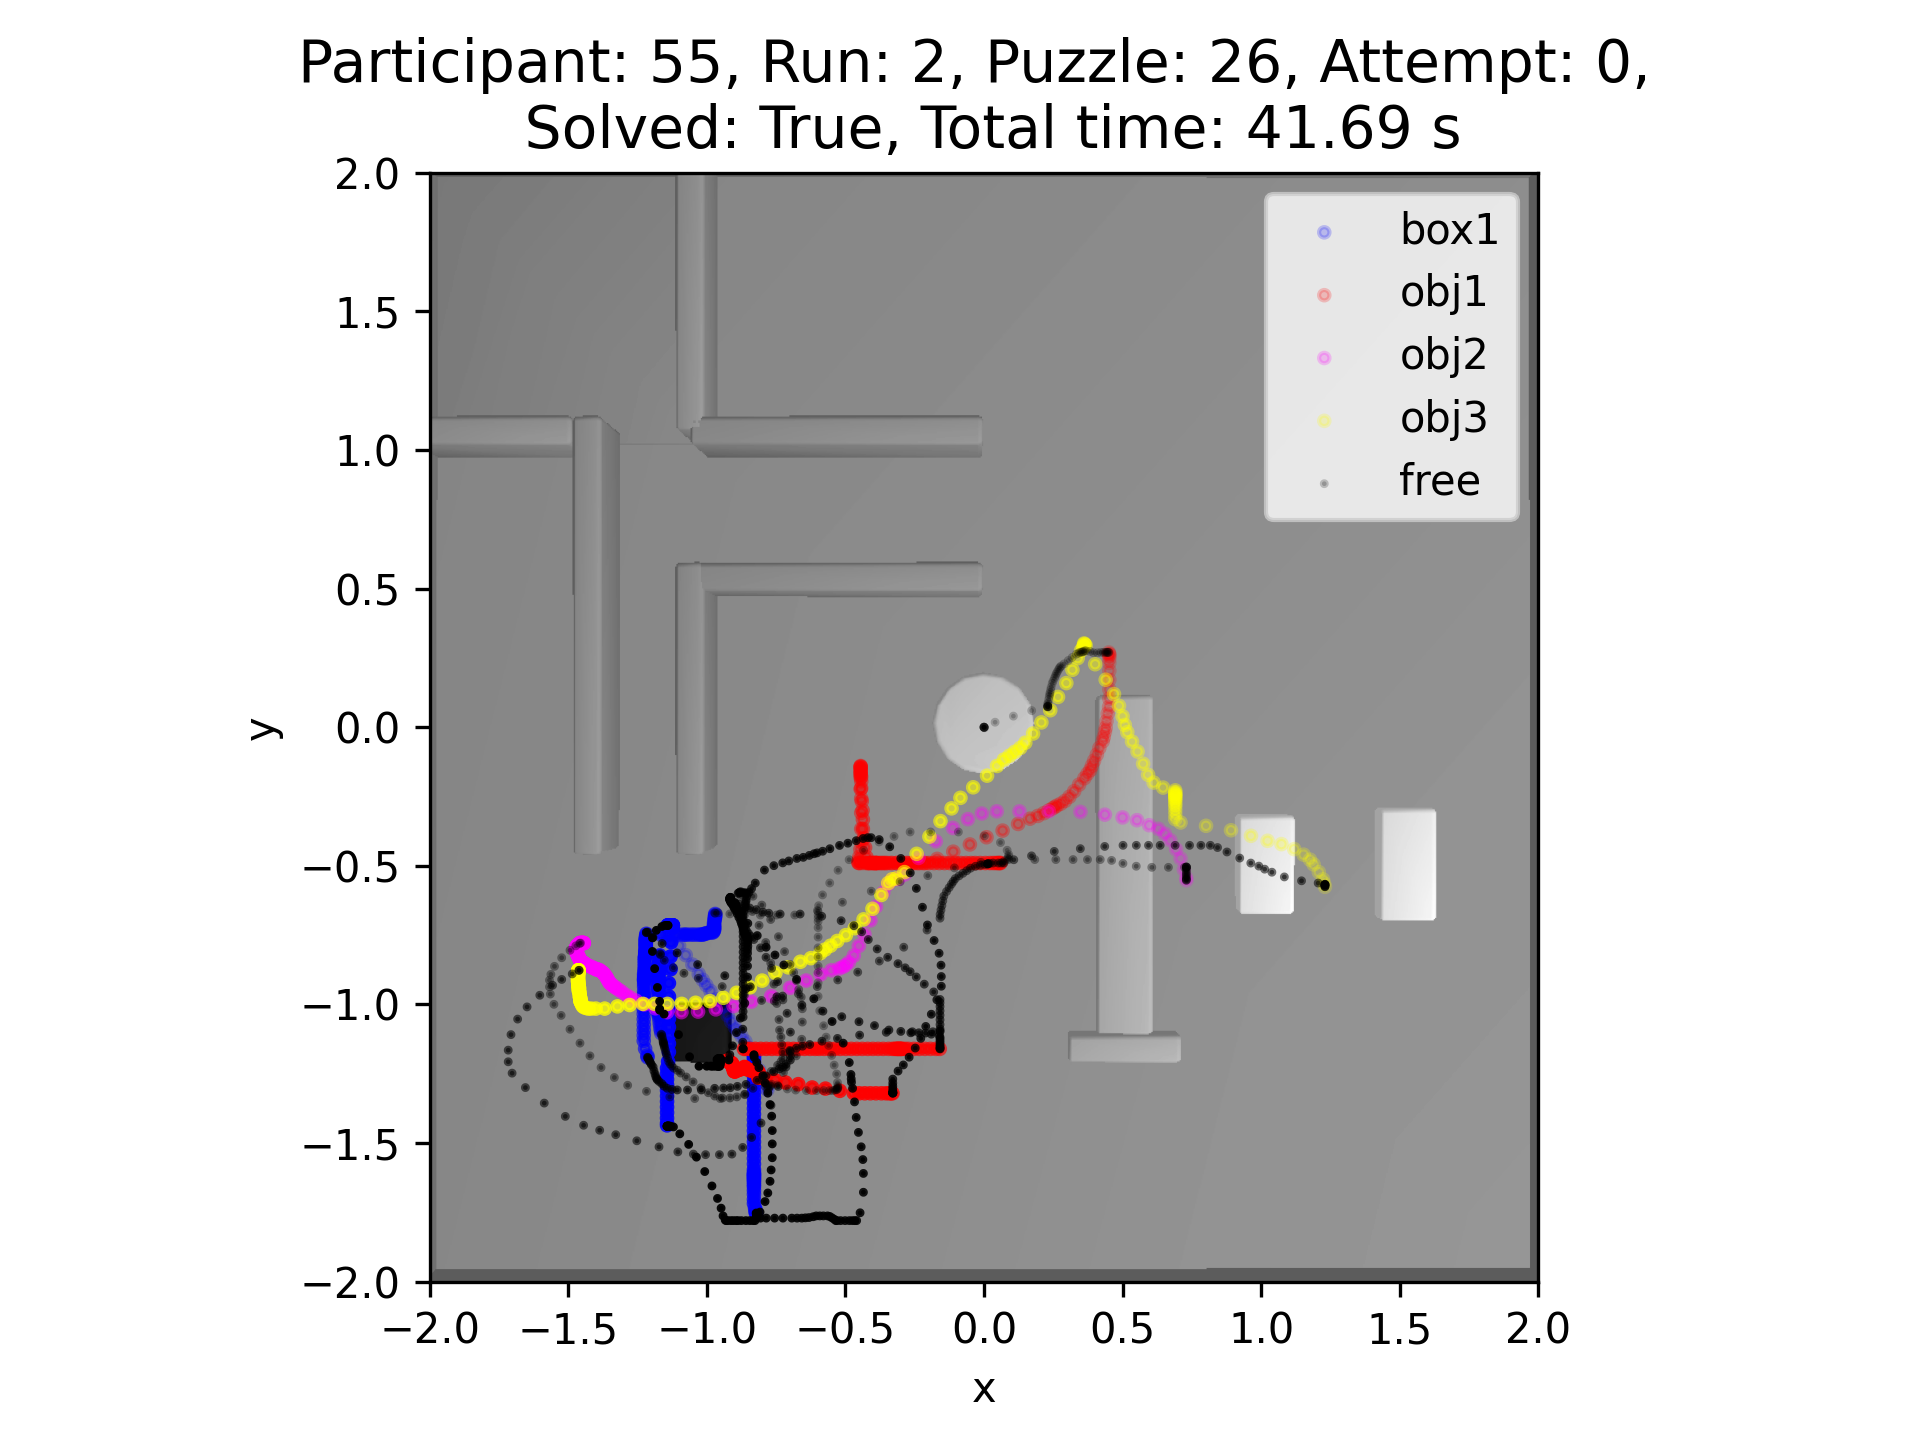 Participant: 55, Run: 2, Puzzle: 26, Attempt: 0,
Solved: True, Total time: 41.69 s
2.0
1.5
1.0
0.5
0.0
−0.5
−1.0
−1.5
−2.0
y
box1
obj1
obj2
obj3
free
−2.0 −1.5 −1.0 −0.5 0.0 0.5 1.0 1.5 2.0
x